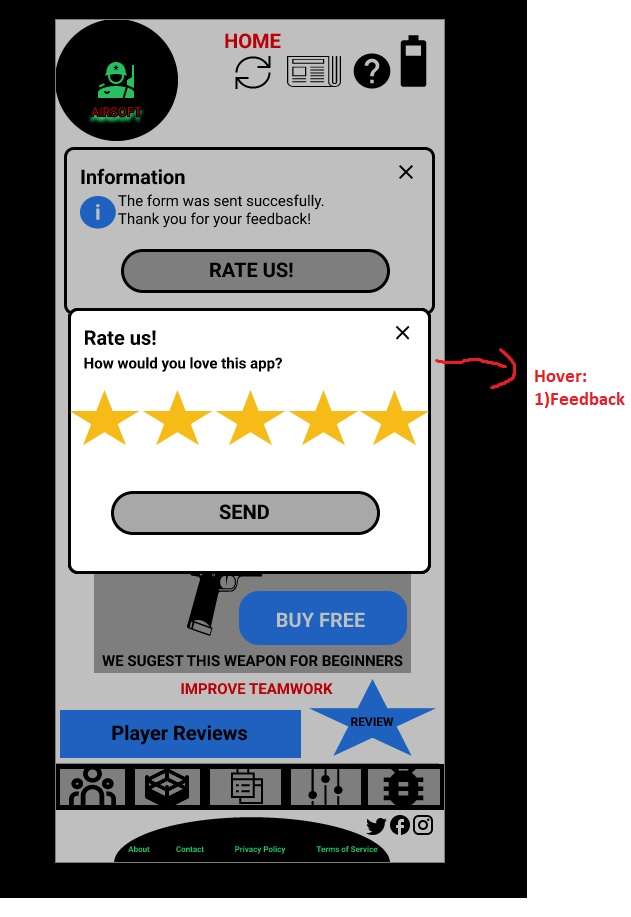 HOME
AIRSOFT
Information
The form was sent succesfully.
Thank you for your feedback!
RATE US!
Rate us!
How would you love this app?
SEND
Hover:
1)Feedback
BUY FREE
WE SUGEST THIS WEAPON FOR BEGINNERS
IMPROVE TEAMWORK
Player Reviews
REVIEW
About Contact Privacy Policy Terms of Service